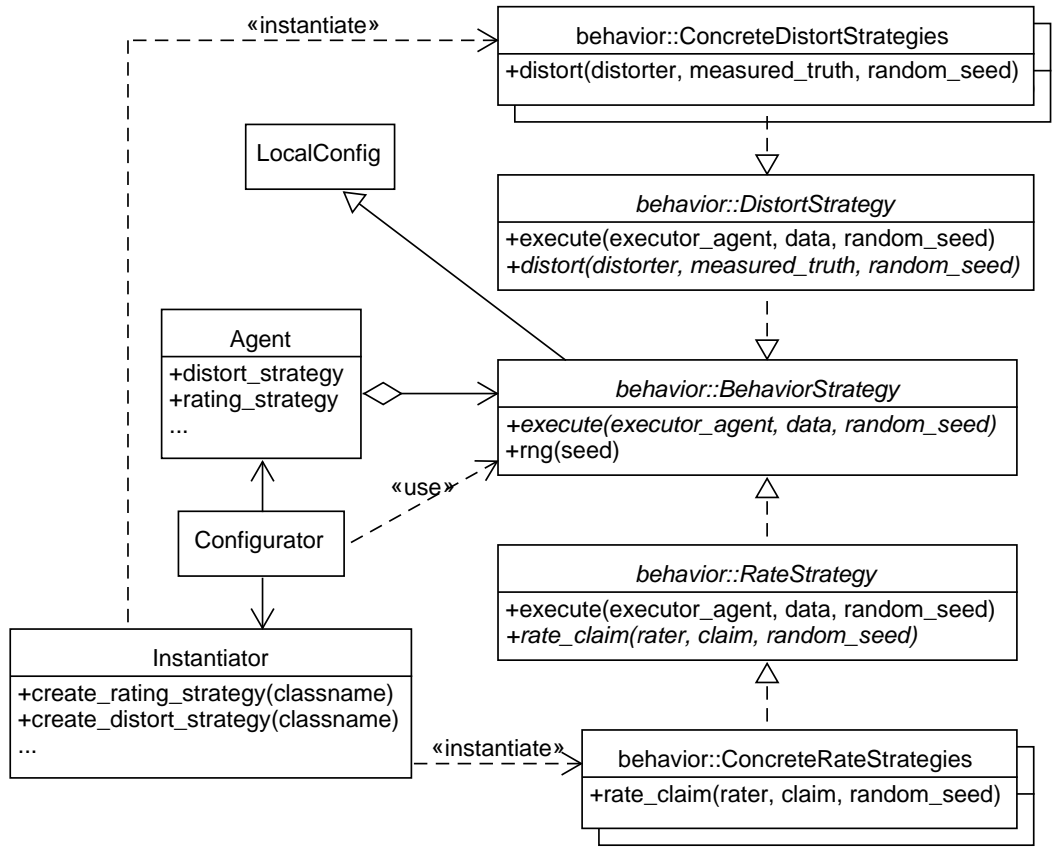 «instantiate»
behavior::ConcreteDistortStrategies
+distort(distorter, measured_truth, random_seed)
LocalConfig
behavior::DistortStrategy
+execute(executor_agent, data, random_seed)
+distort(distorter, measured_truth, random_seed)
Agent
+distort_strategy
+rating_strategy
...
behavior::BehaviorStrategy
+execute(executor_agent, data, random_seed)
+rng(seed)
«use»
Configurator
behavior::RateStrategy
+execute(executor_agent, data, random_seed)
+rate_claim(rater, claim, random_seed)
Instantiator
+create_rating_strategy(classname)
+create_distort_strategy(classname)
...
«instantiate»
behavior::ConcreteRateStrategies
+rate_claim(rater, claim, random_seed)